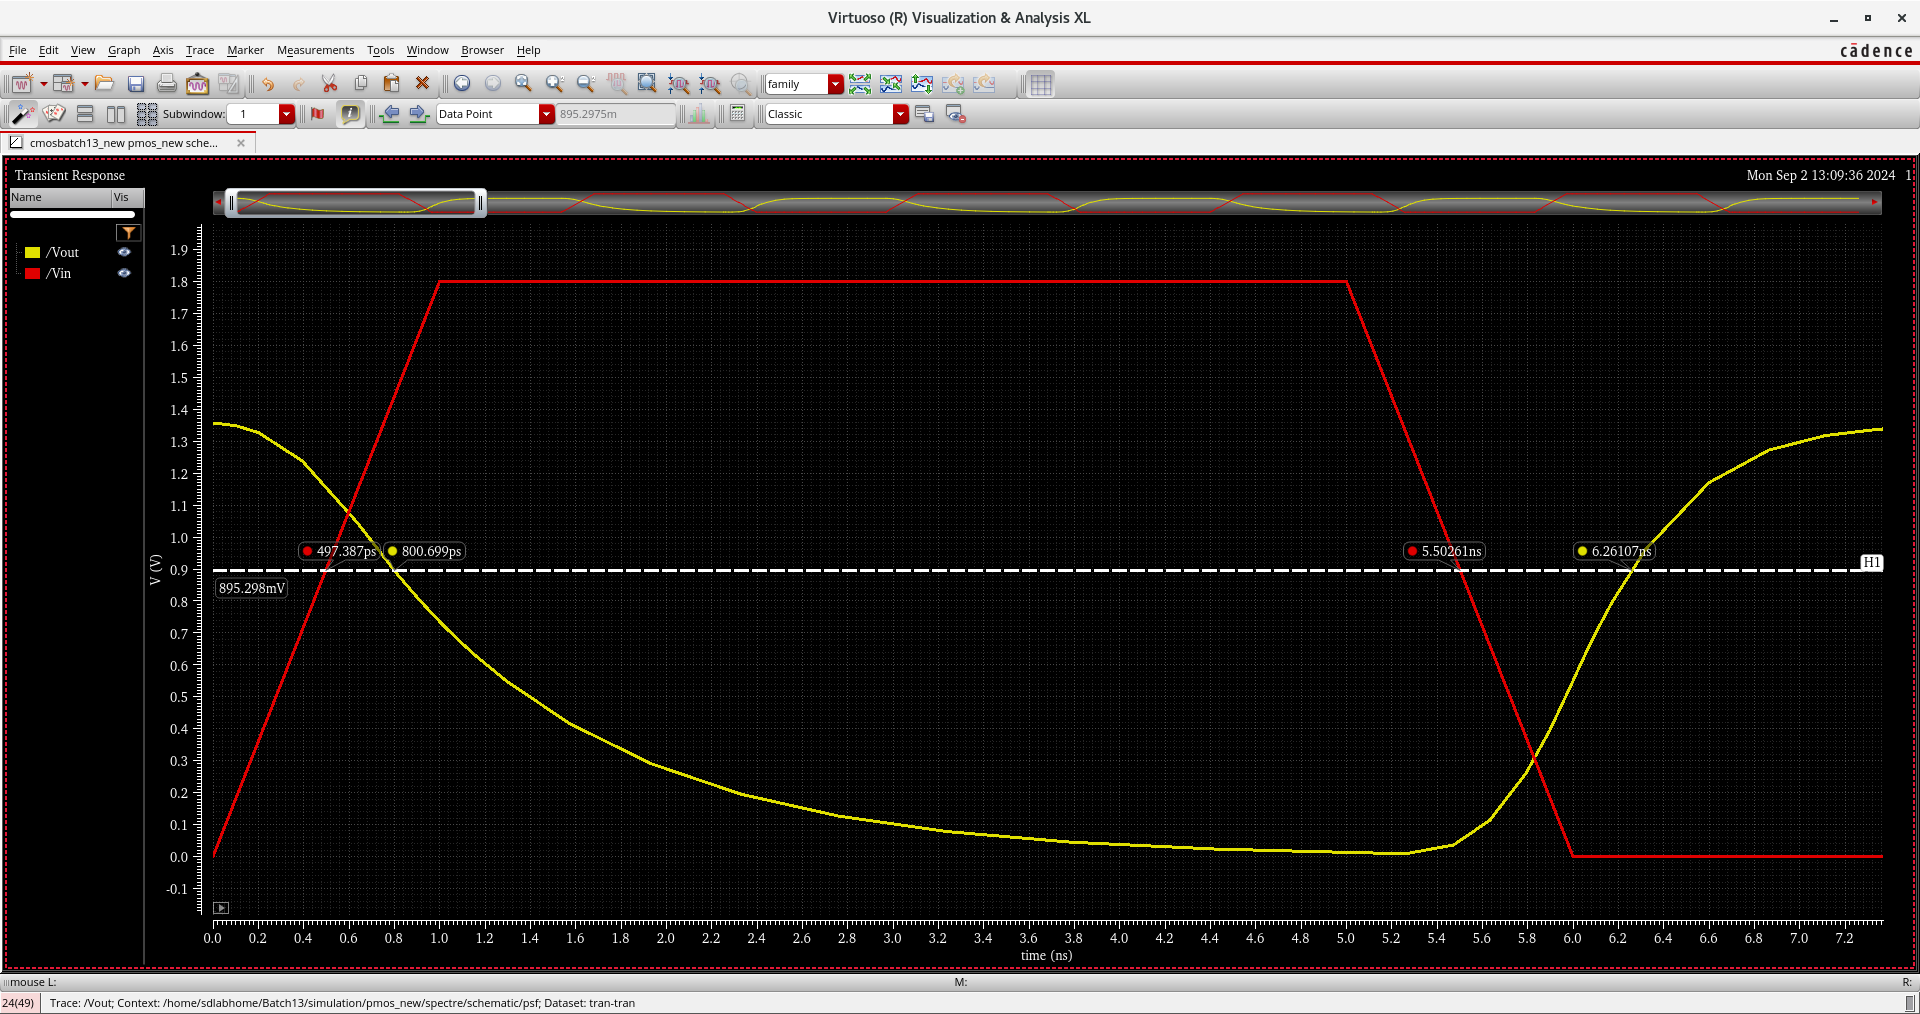 Virtuoso (R) Visualization & Analysis XL
File Edit View Graph Axis Trace Marker Measurements Tools Window Browser Help
cādence
family
Subwindow: 1
Data Point
895.2975m
Classic
cmosbatch13_new pmos_new sche...
Transient Response
Mon Sep 2 13:09:36 2024 1
Name Vis
/Vout
/Vin
V (V)
1.9
1.8
1.7
1.6
1.5
1.4
1.3
1.2
1.1
1.0
0.9
0.8
0.7
0.6
0.5
0.4
0.3
0.2
0.1
0.0
-0.1
497.387ps
800.699ps
5.50261ns
6.26107ns
H1
895.298mV
0.0 0.2 0.4 0.6 0.8 1.0 1.2 1.4 1.6 1.8 2.0 2.2 2.4 2.6 2.8 3.0 3.2 3.4 3.6 3.8 4.0 4.2 4.4 4.6 4.8 5.0 5.2 5.4 5.6 5.8 6.0 6.2 6.4 6.6 6.8 7.0 7.2
time (ns)
mouse L: M: R:
24(49) Trace: /Vout; Context: /home/sdlabhome/Batch13/simulation/pmos_new/spectre/schematic/psf; Dataset: tran-tran